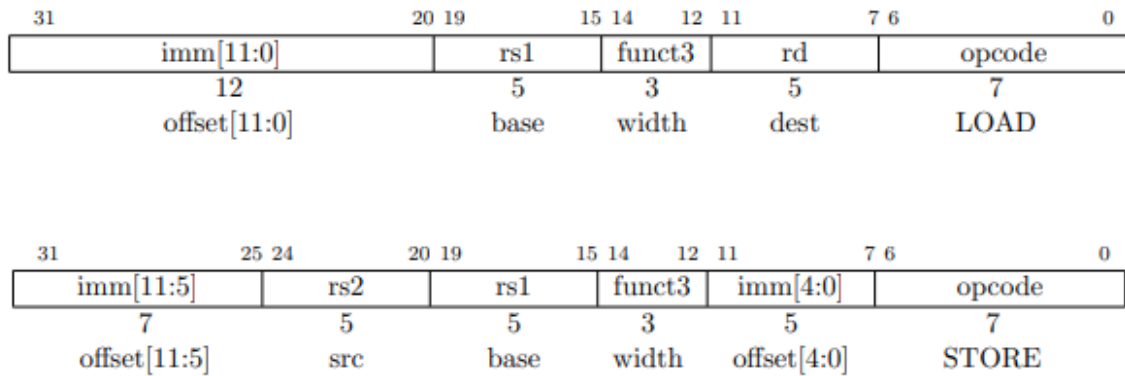 31 20 19 15 14 12 11 7 6 0
imm[11:0] rs1 funct3 rd opcode
12 5 3 5 7
offset[11:0] base width dest LOAD
31 25 24 20 19 15 14 12 11 7 6 0
imm[11:5] rs2 rs1 funct3 imm[4:0] opcode
7 5 5 3 5 7
offset[11:5] src base width offset[4:0] STORE